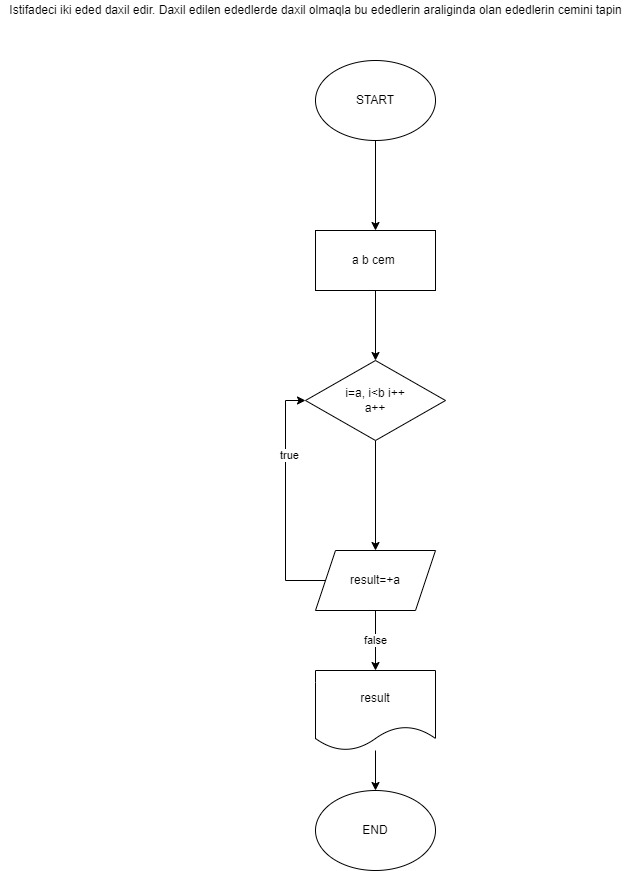 Istifadeci iki eded daxil edir. Daxil edilen ededlerde daxil olmaqla bu ededlerin araliginda olan ededlerin cemini tapin
START
a b cem
i=a, i<b i++
a++
true
result=+a
false
result
END